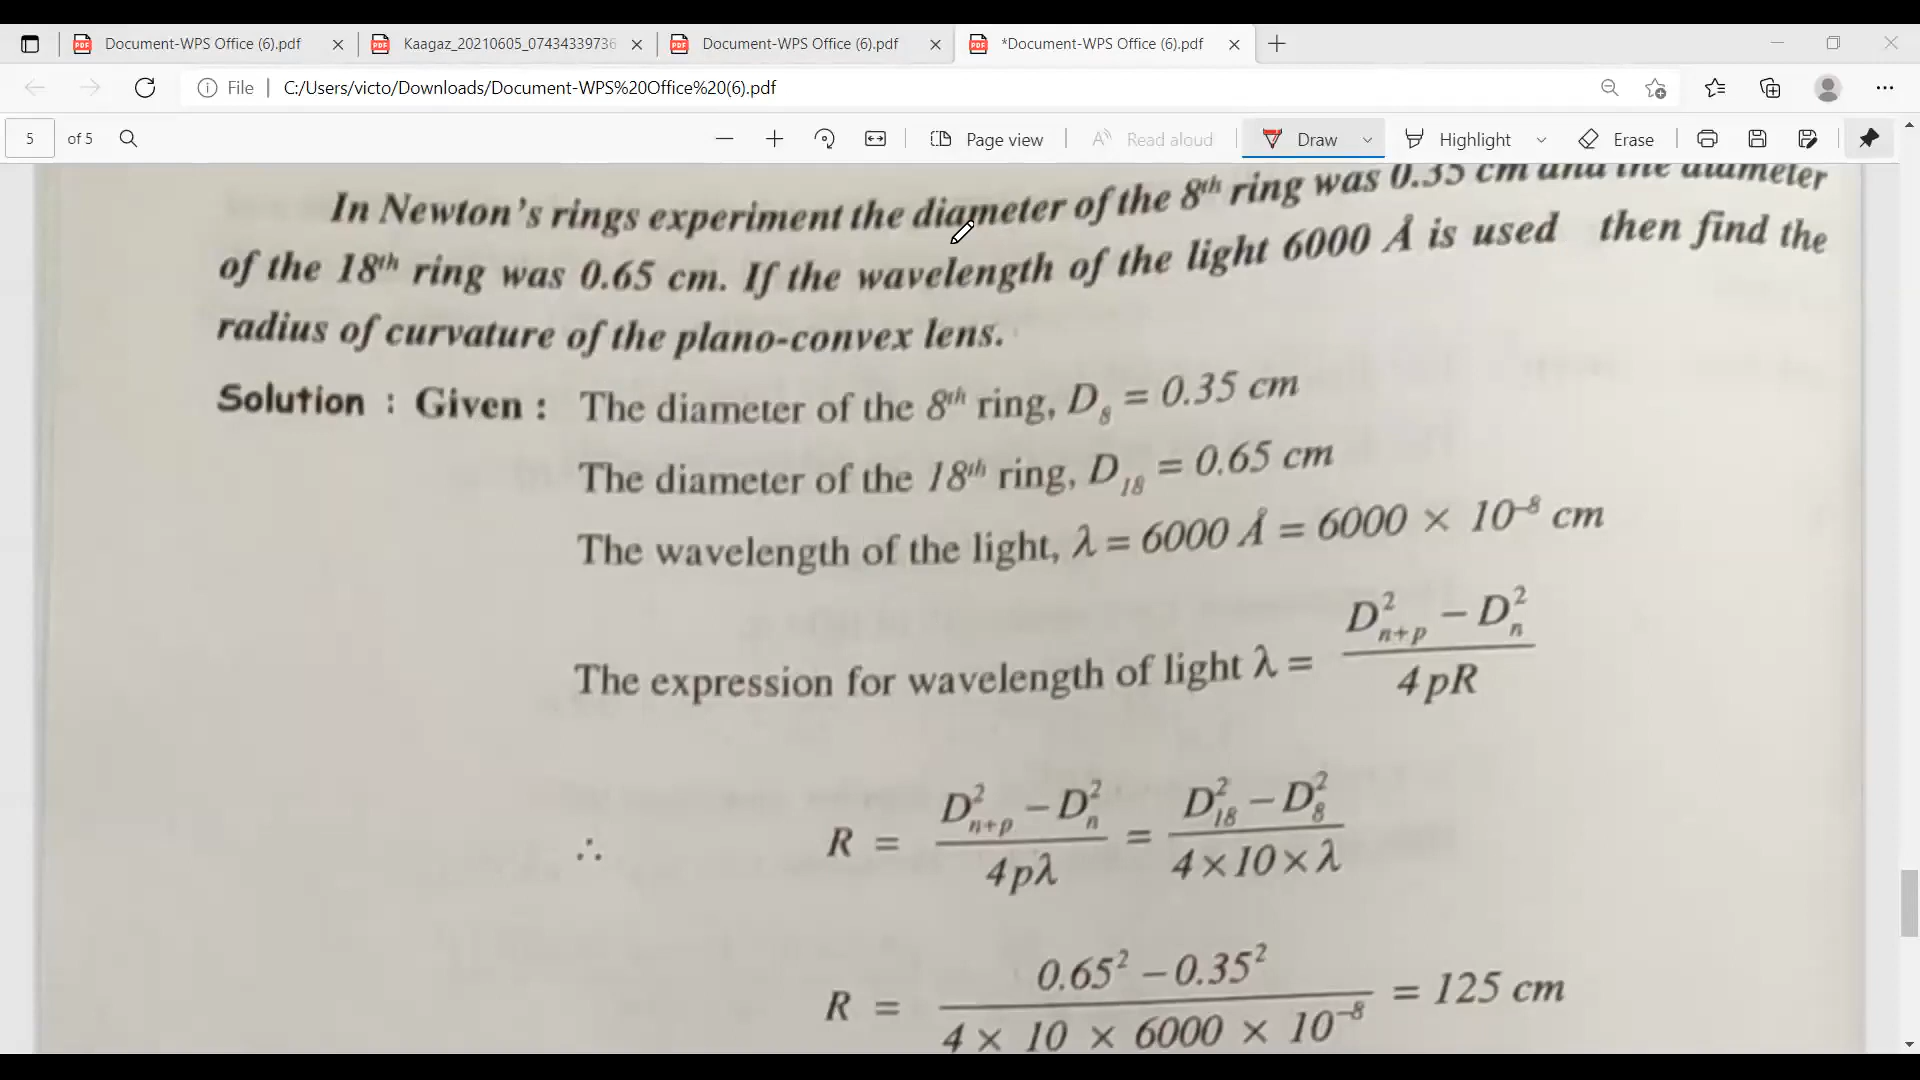 Document-WPS Office (6).pdf
Kaagaz_20210605_07434339736
Document-WPS Office (6).pdf
*Document-WPS Office (6).pdf
File C:/Users/victo/Downloads/Document-WPS%20Office%20(6).pdf
5 of 5 Page view Read aloud Draw Highlight Erase
In Newton's rings experiment the diameter of the 8th ring was 0.35 cm and the diameter
of the 18th ring was 0.65 cm. If the wavelength of the light 6000 Å is used then find the
radius of curvature of the plano-convex lens.
Solution : Given : The diameter of the 8th ring, D₈ = 0.35 cm
The diameter of the 18th ring, D₁₈ = 0.65 cm
The wavelength of the light, λ = 6000 Å = 6000 × 10⁻⁸ cm
The expression for wavelength of light λ = (D²ₙ₊ₚ − D²ₙ) / 4pR
∴ R = (D²ₙ₊ₚ − D²ₙ) / 4pλ = (D²₁₈ − D²₈) / 4×10×λ
R = (0.65² − 0.35²) / 4 × 10 × 6000 × 10⁻⁸ = 125 cm